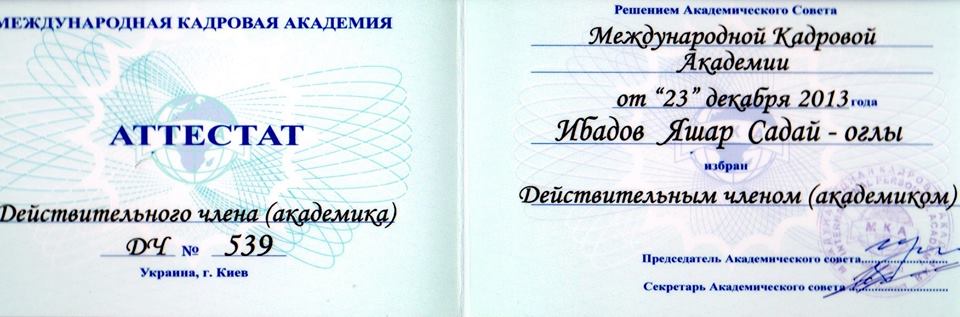 МЕЖДУНАРОДНАЯ КАДРОВАЯ АКАДЕМИЯ
АТТЕСТАТ
Действительного члена (академика)
ДЧ № 539
Украина, г. Киев
Решением Академического Совета
Международной Кадровой
Академии
от “23” декабря 2013 года
Ибадов Яшар Садай - оглы
избран
Действительным членом (академиком)
МКА
Председатель Академического совета
Секретарь Академического совета